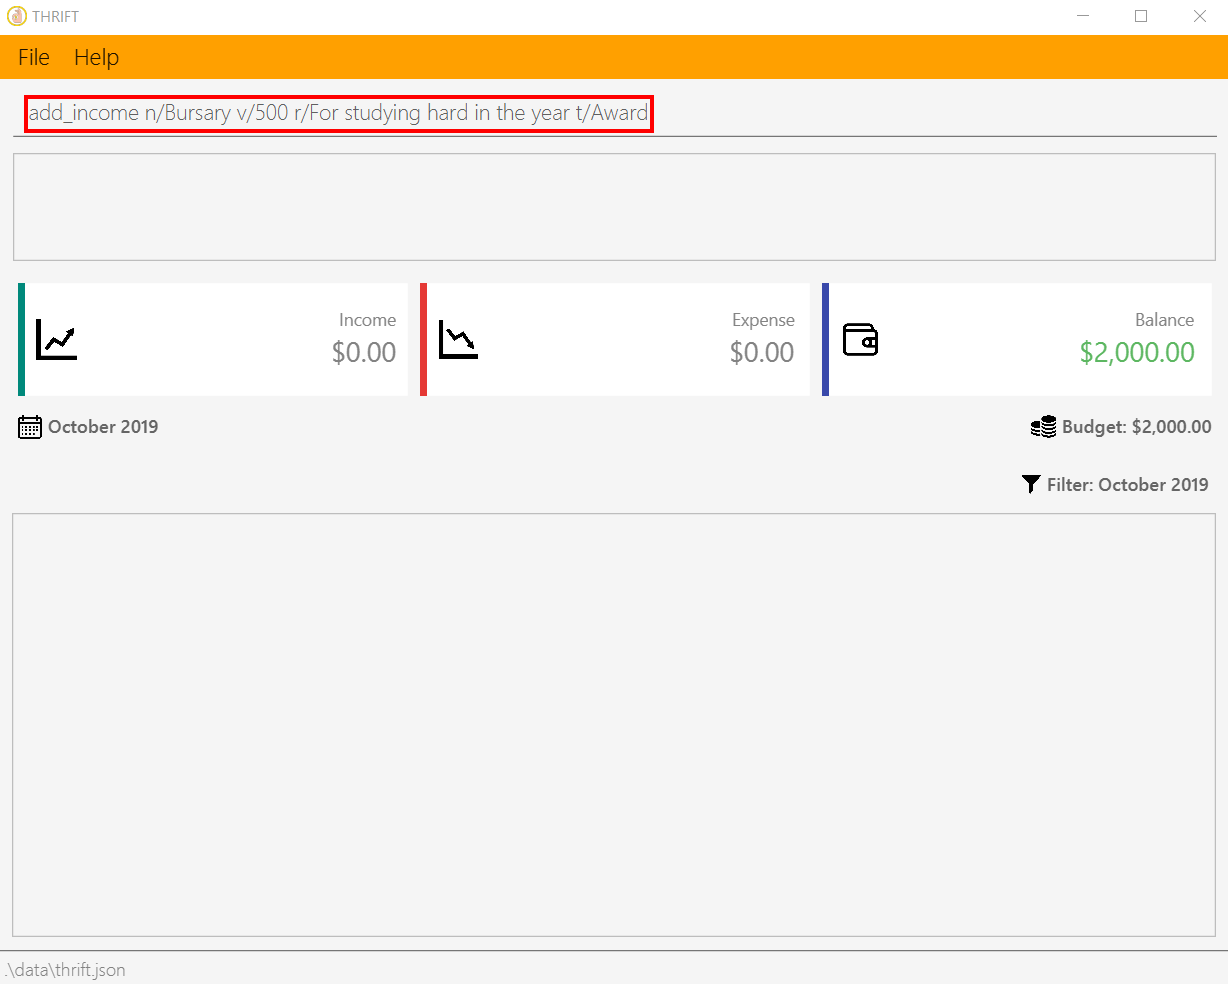 THRIFT
File Help
add_income n/Bursary v/500 r/For studying hard in the year t/Award
Income
$0.00
Expense
$0.00
Balance
$2,000.00
October 2019
Budget: $2,000.00
Filter: October 2019
.\data\thrift.json